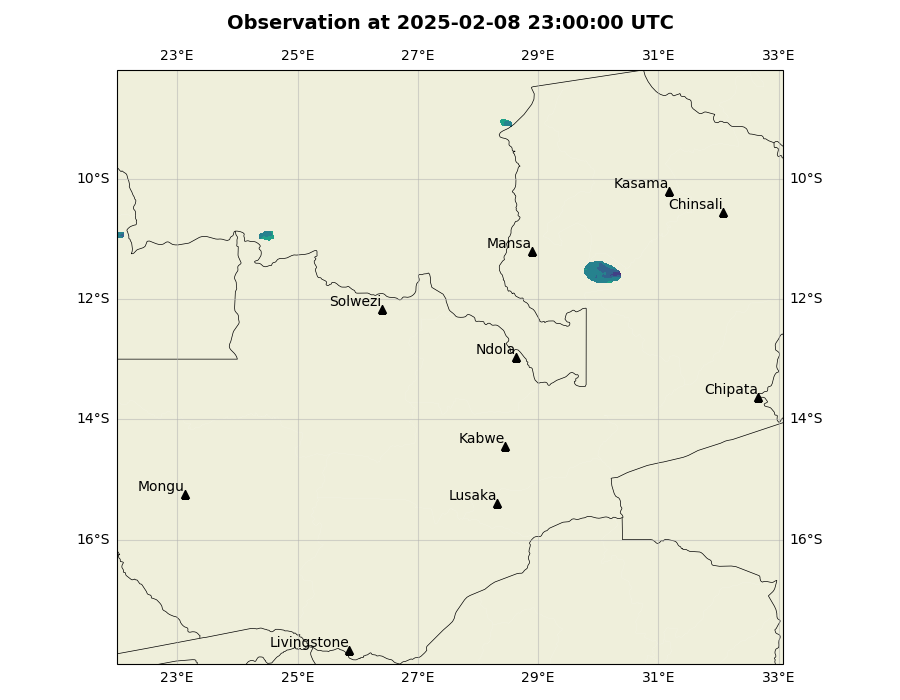 Observation at 2025-02-08 23:00:00 UTC
23°E 25°E 27°E 29°E 31°E 33°E
10°S 10°S
Kasama
Chinsali
Mansa
12°S 12°S
Solwezi
Ndola
Chipata
14°S 14°S
Kabwe
Mongu
Lusaka
16°S 16°S
Livingstone
23°E 25°E 27°E 29°E 31°E 33°E